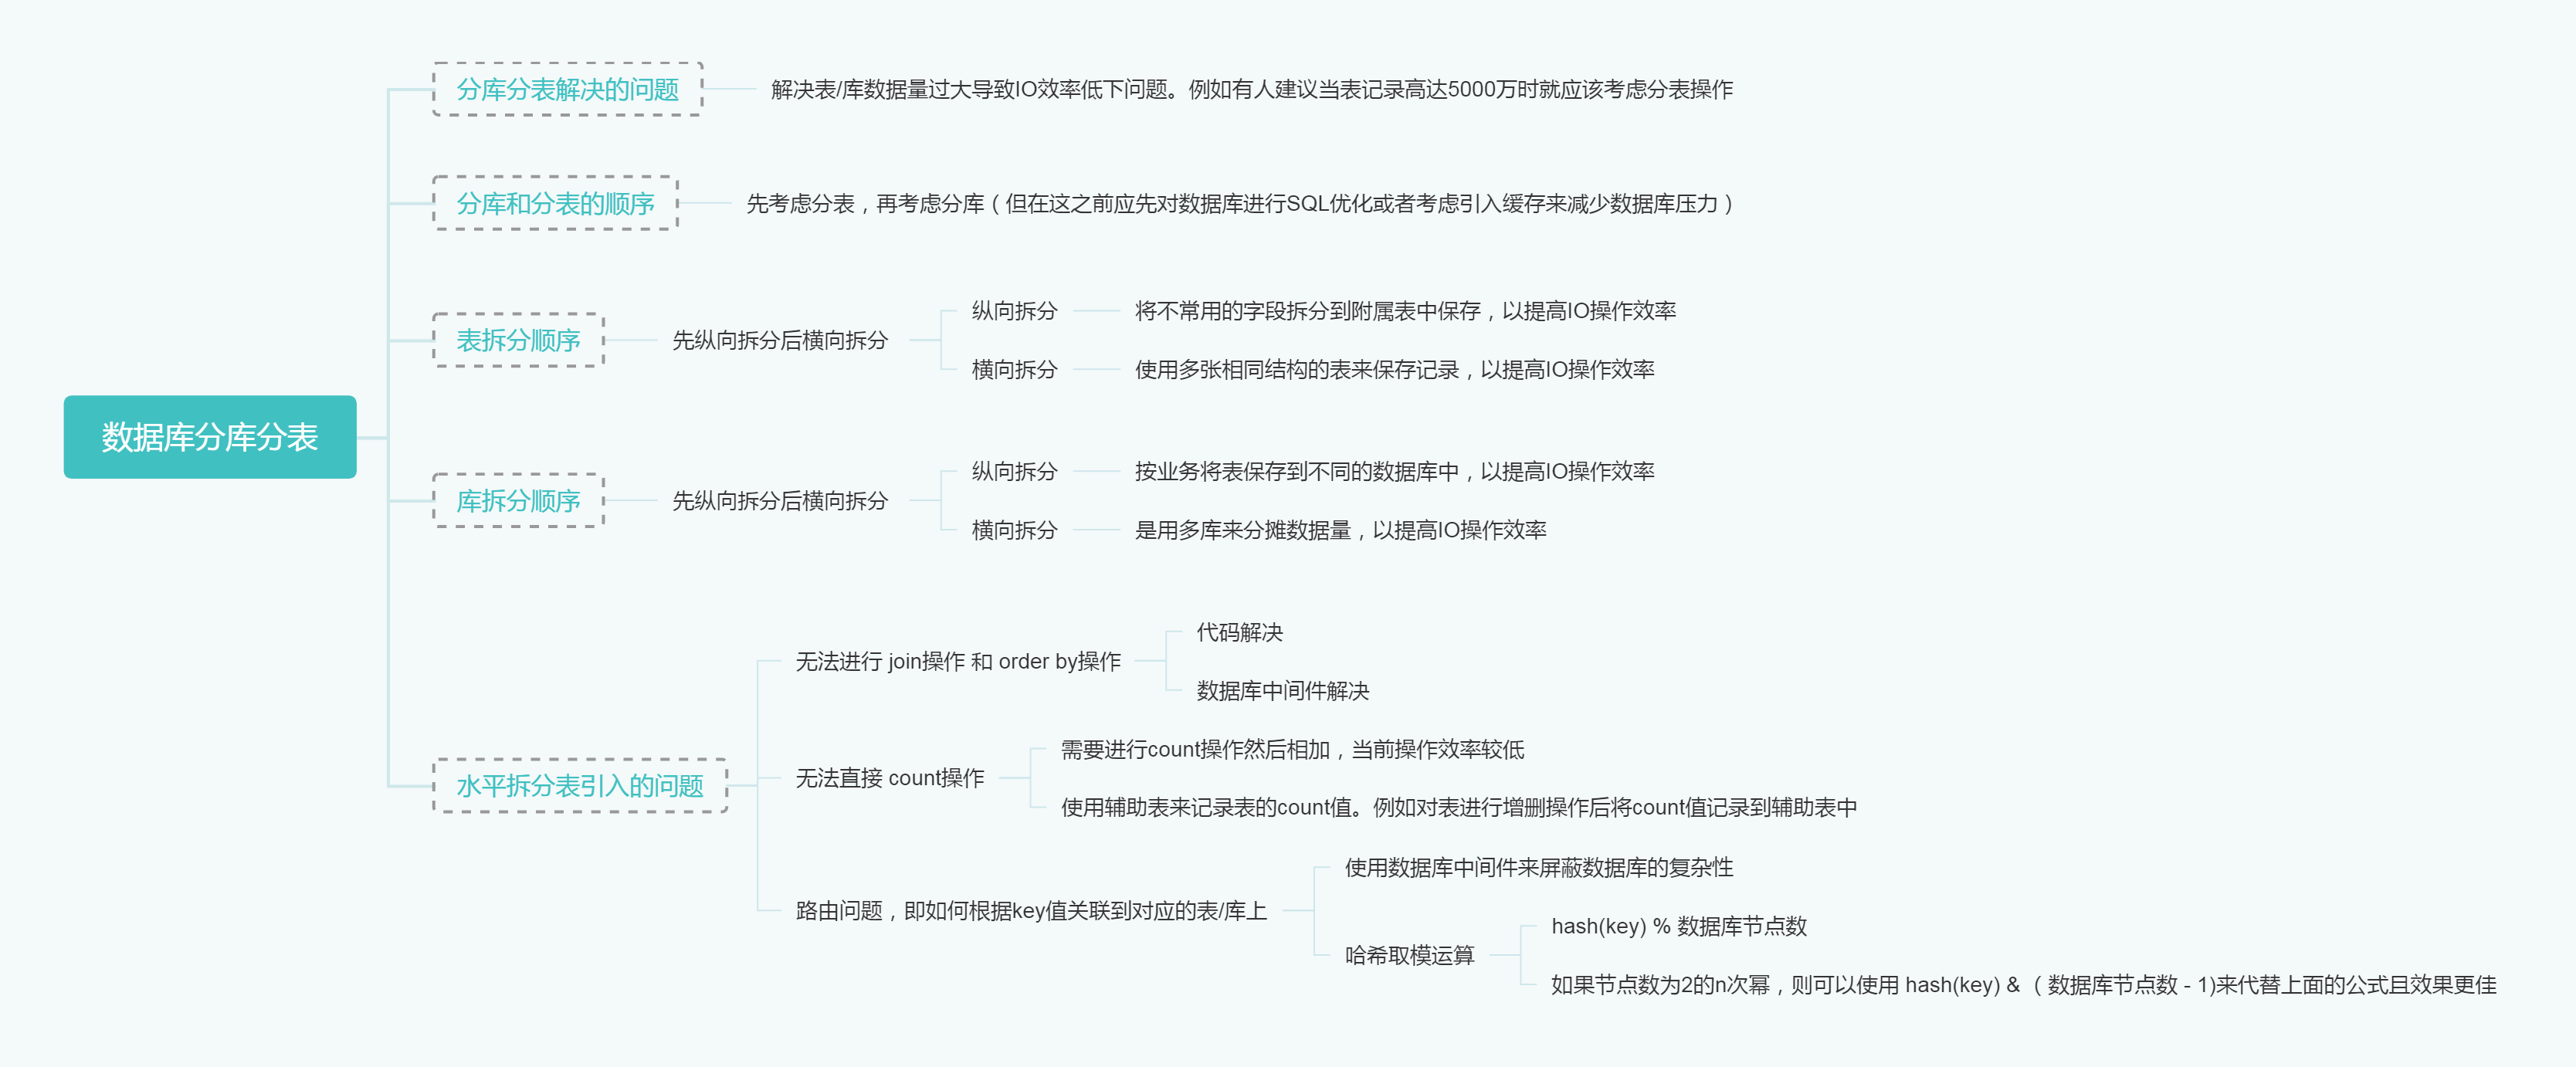 数据库分库分表
分库分表解决的问题
解决表/库数据量过大导致IO效率低下问题。例如有人建议当表记录高达5000万时就应该考虑分表操作
分库和分表的顺序
先考虑分表，再考虑分库（但在这之前应先对数据库进行SQL优化或者考虑引入缓存来减少数据库压力）
表拆分顺序
先纵向拆分后横向拆分
纵向拆分
将不常用的字段拆分到附属表中保存，以提高IO操作效率
横向拆分
使用多张相同结构的表来保存记录，以提高IO操作效率
库拆分顺序
先纵向拆分后横向拆分
纵向拆分
按业务将表保存到不同的数据库中，以提高IO操作效率
横向拆分
是用多库来分摊数据量，以提高IO操作效率
水平拆分表引入的问题
无法进行 join操作 和 order by操作
代码解决
数据库中间件解决
无法直接 count操作
需要进行count操作然后相加，当前操作效率较低
使用辅助表来记录表的count值。例如对表进行增删操作后将count值记录到辅助表中
路由问题，即如何根据key值关联到对应的表/库上
使用数据库中间件来屏蔽数据库的复杂性
哈希取模运算
hash(key) % 数据库节点数
如果节点数为2的n次幂，则可以使用 hash(key) &（ 数据库节点数 - 1)来代替上面的公式且效果更佳